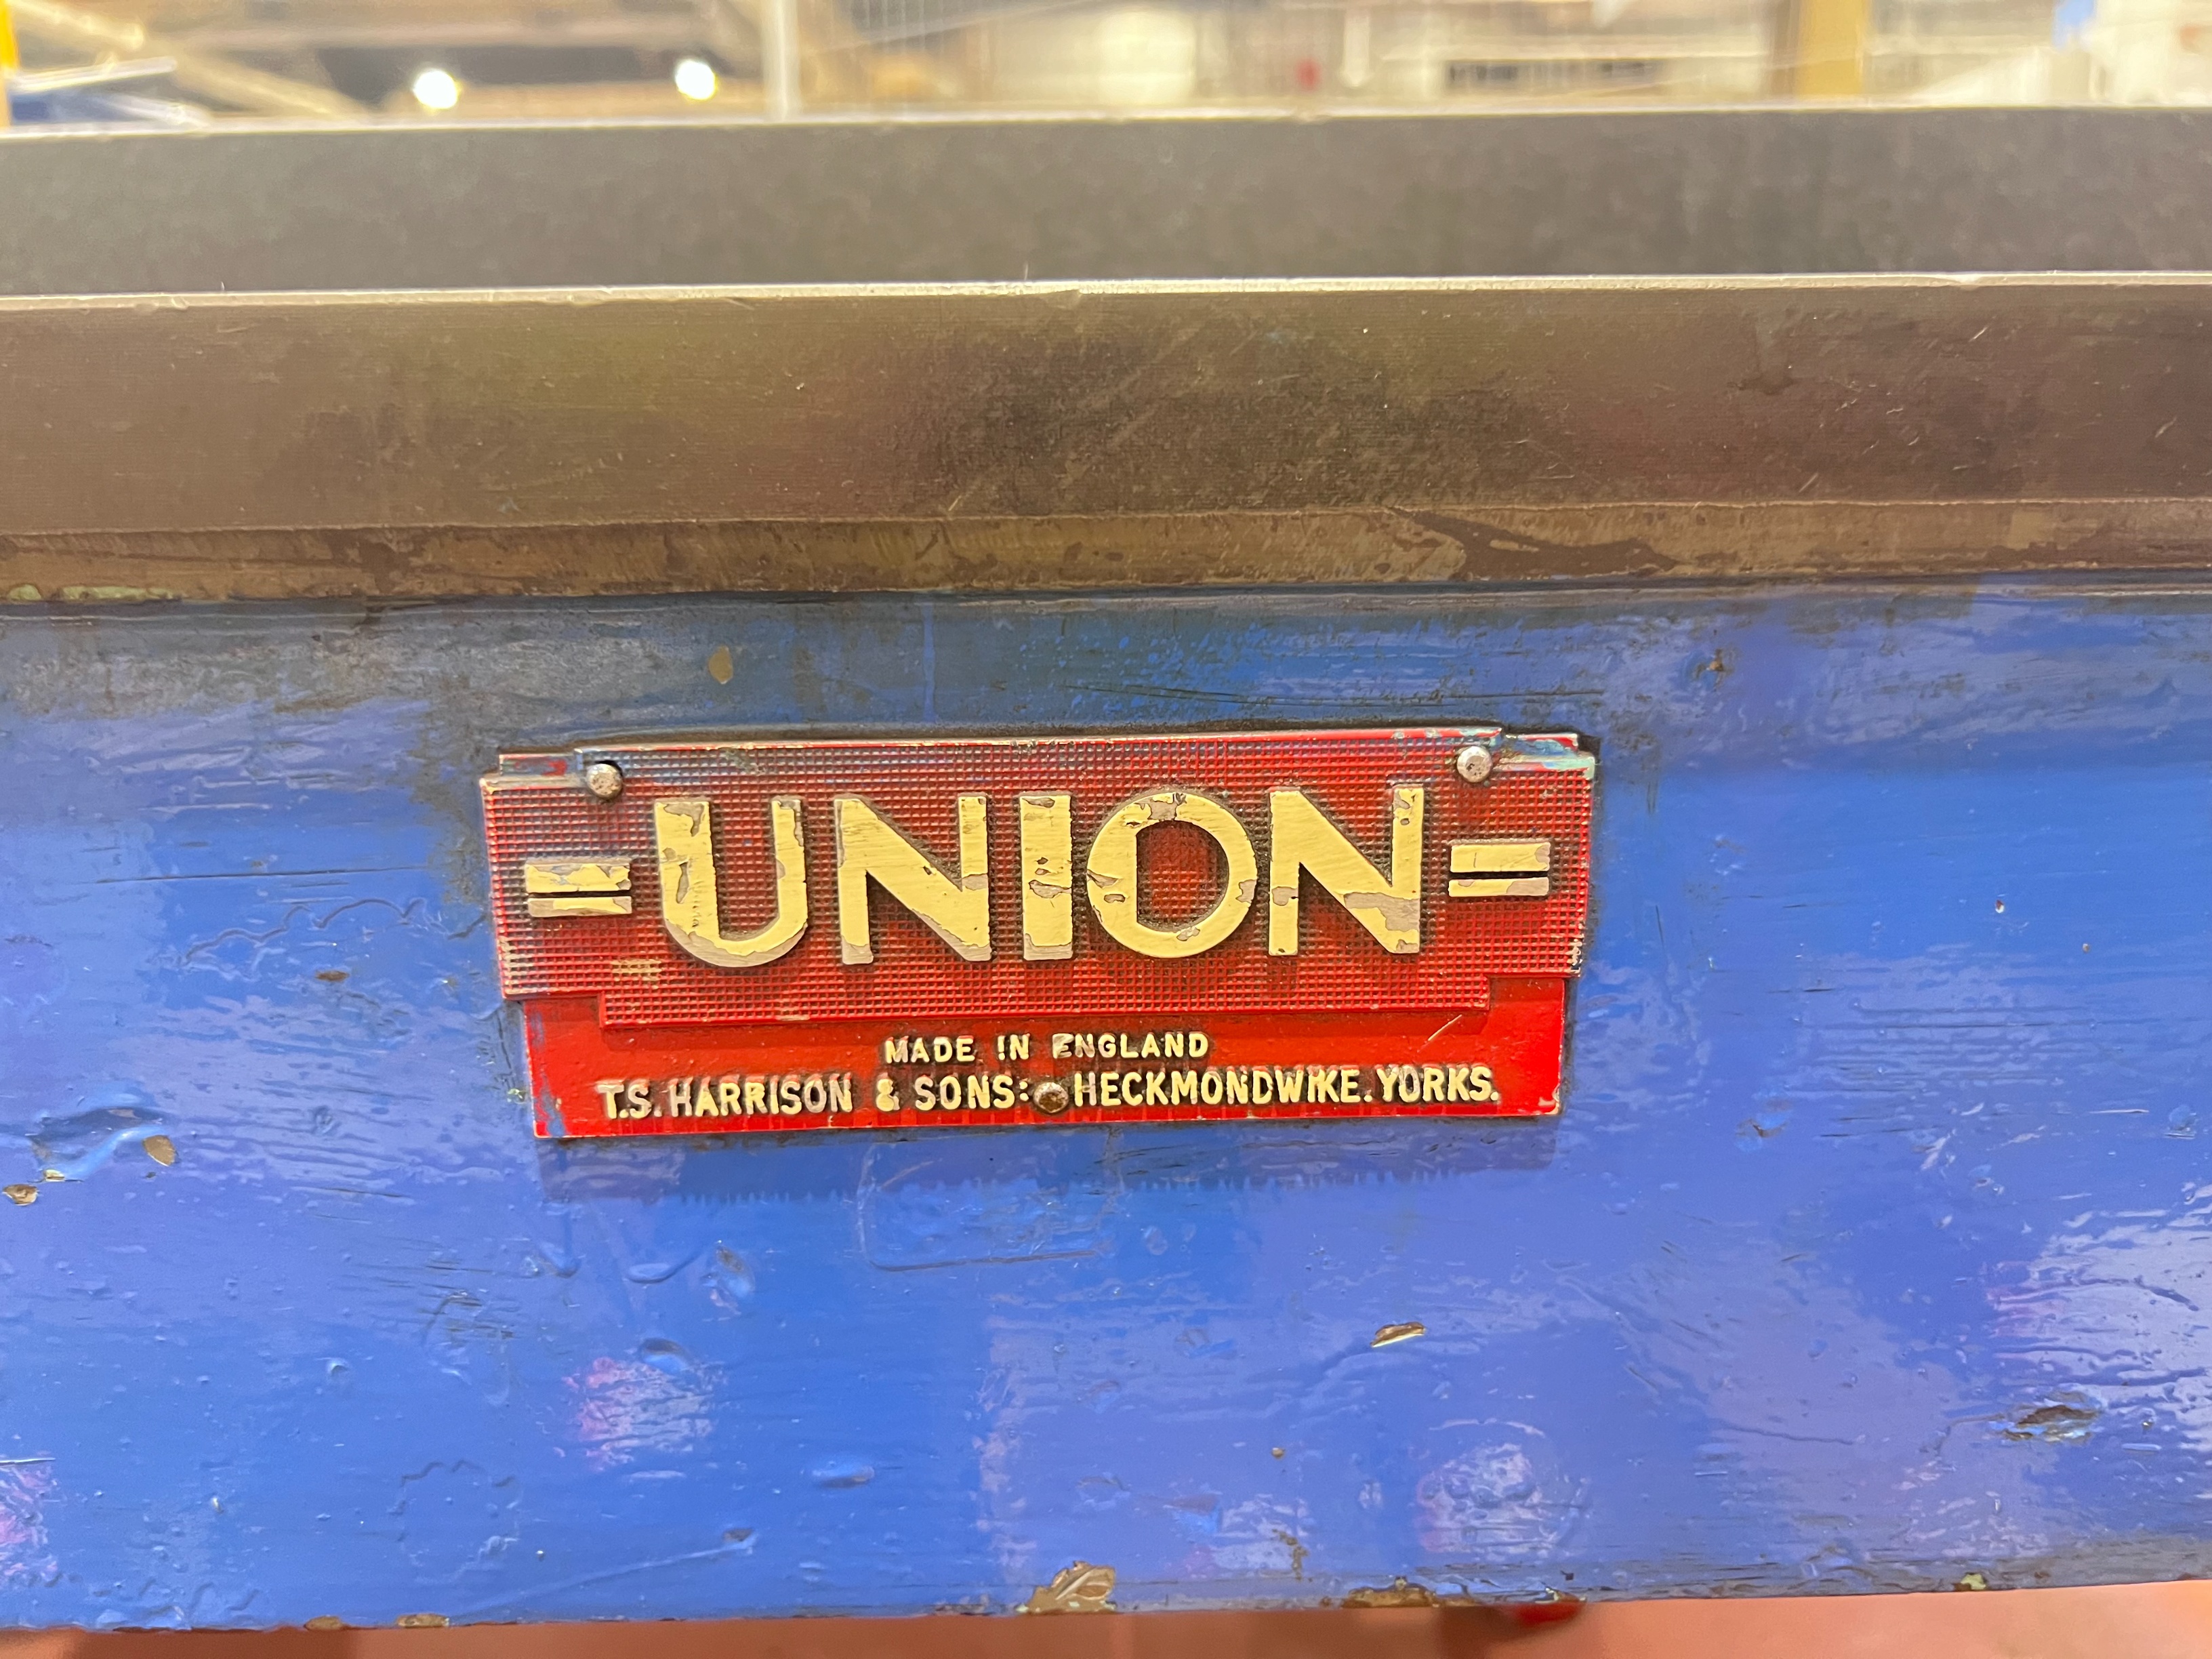 =UNION=
MADE IN ENGLAND
T.S. HARRISON & SONS: HECKMONDWIKE. YORKS.